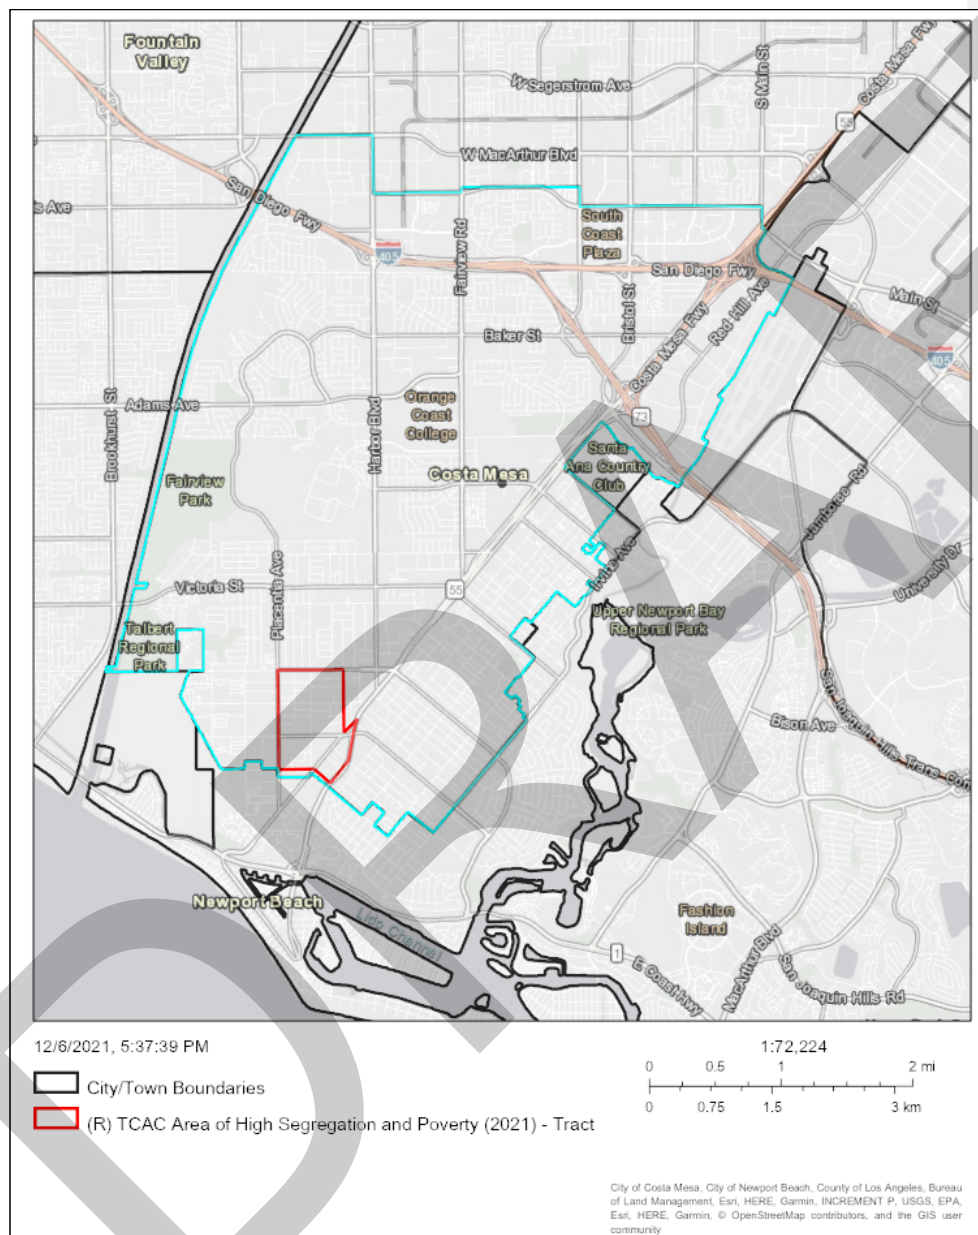 Fountain
Valley
W Segerstrom Ave
S Main St
Costa Mesa Fwy
55
W MacArthur Blvd
San Diego Fwy
is Ave
405
Fairview Rd
South
Coast
Plaza
San Diego Fwy
Main St
Bristol St
Costa Mesa Fwy
Red Hill Ave
Baker St
405
Brookhurst St
Adams Ave
Harbor Blvd
Orange
Coast
College
73
Costa Mesa
Santa
Ana Country
Club
Fairview
Park
Jamboree Rd
University Dr
Placentia Ave
Victoria St
55
Irvine Ave
Upper Newport Bay
Regional Park
Talbert
Regional
Park
Bison Ave
San Joaquin Hills Trans Corr
Newport Beach
Lido Channel
Fashion
Island
1
E Coast Hwy
MacArthur Blvd
San Joaquin Hills Rd
DRAFT
12/6/2021, 5:37:39 PM
1:72,224
0 0.5 1 2 mi
0 0.75 1.5 3 km
City/Town Boundaries
(R) TCAC Area of High Segregation and Poverty (2021) - Tract
City of Costa Mesa, City of Newport Beach, County of Los Angeles, Bureau
of Land Management, Esri, HERE, Garmin, INCREMENT P, USGS, EPA,
Esri, HERE, Garmin, © OpenStreetMap contributors, and the GIS user
community